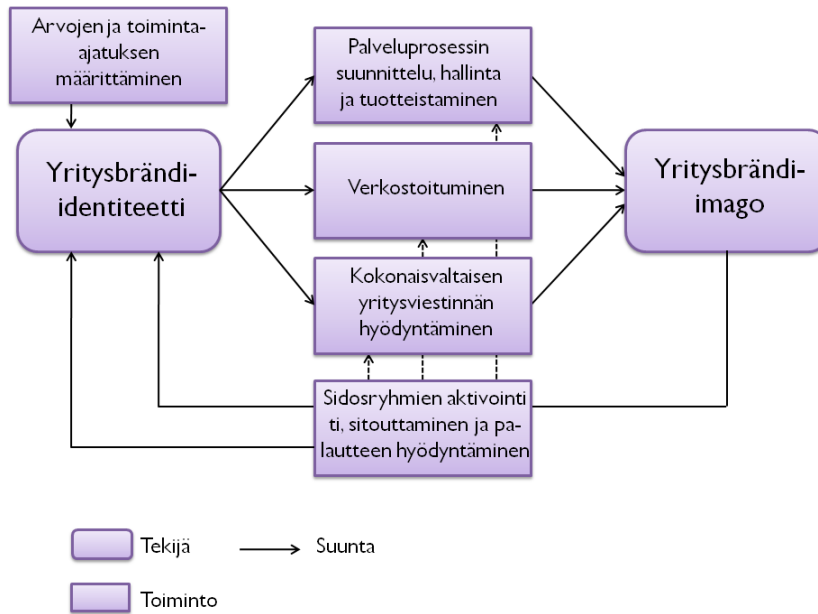 Arvojen ja toiminta-
ajatuksen
määrittäminen
Palveluprosessin
suunnittelu, hallinta
ja tuotteistaminen
Yritysbrändi-
identiteetti
Verkostoituminen
Yritysbrändi-
imago
Kokonaisvaltaisen
yritysviestinnän
hyödyntäminen
Sidosryhmien aktivointi
ti, sitouttaminen ja pa-
lautteen hyödyntäminen
Tekijä
Suunta
Toiminto